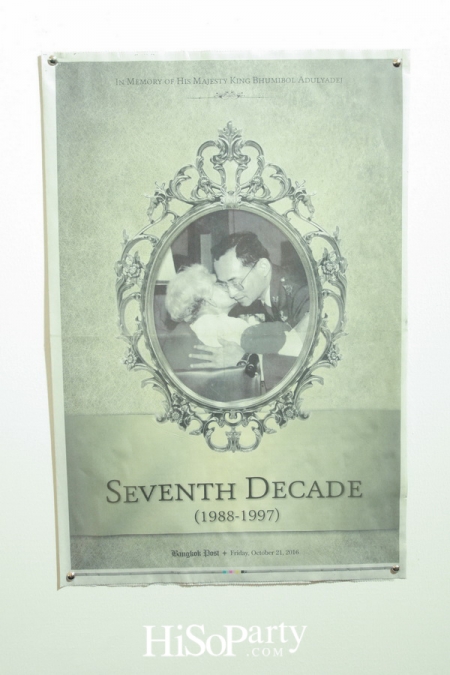 In Memory of His Majesty King Bhumibol Adulyadej
Seventh Decade
(1988-1997)
Bangkok Post ✦ Friday, October 21, 2016
HiSoParty
.COM